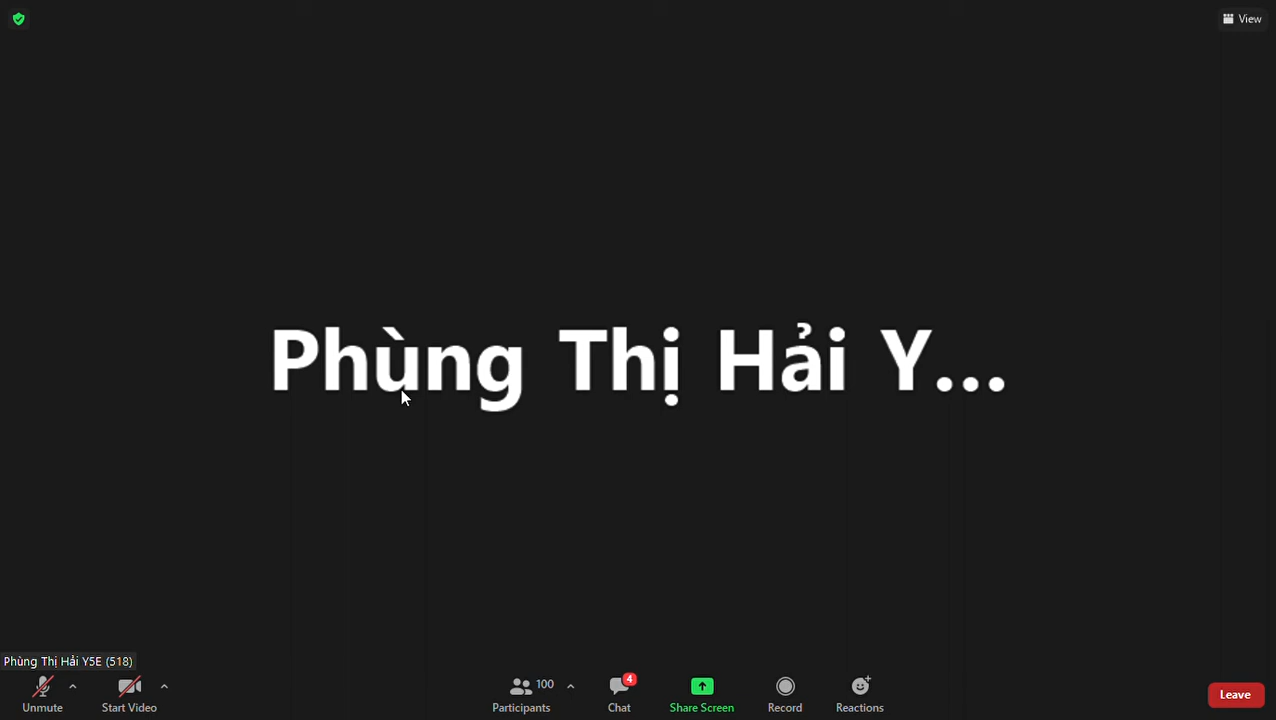 View
Phùng Thị Hải Y...
Phùng Thị Hải Y5E (518)
Unmute
Start Video
100
Participants
4
Chat
Share Screen
Record
Reactions
Leave